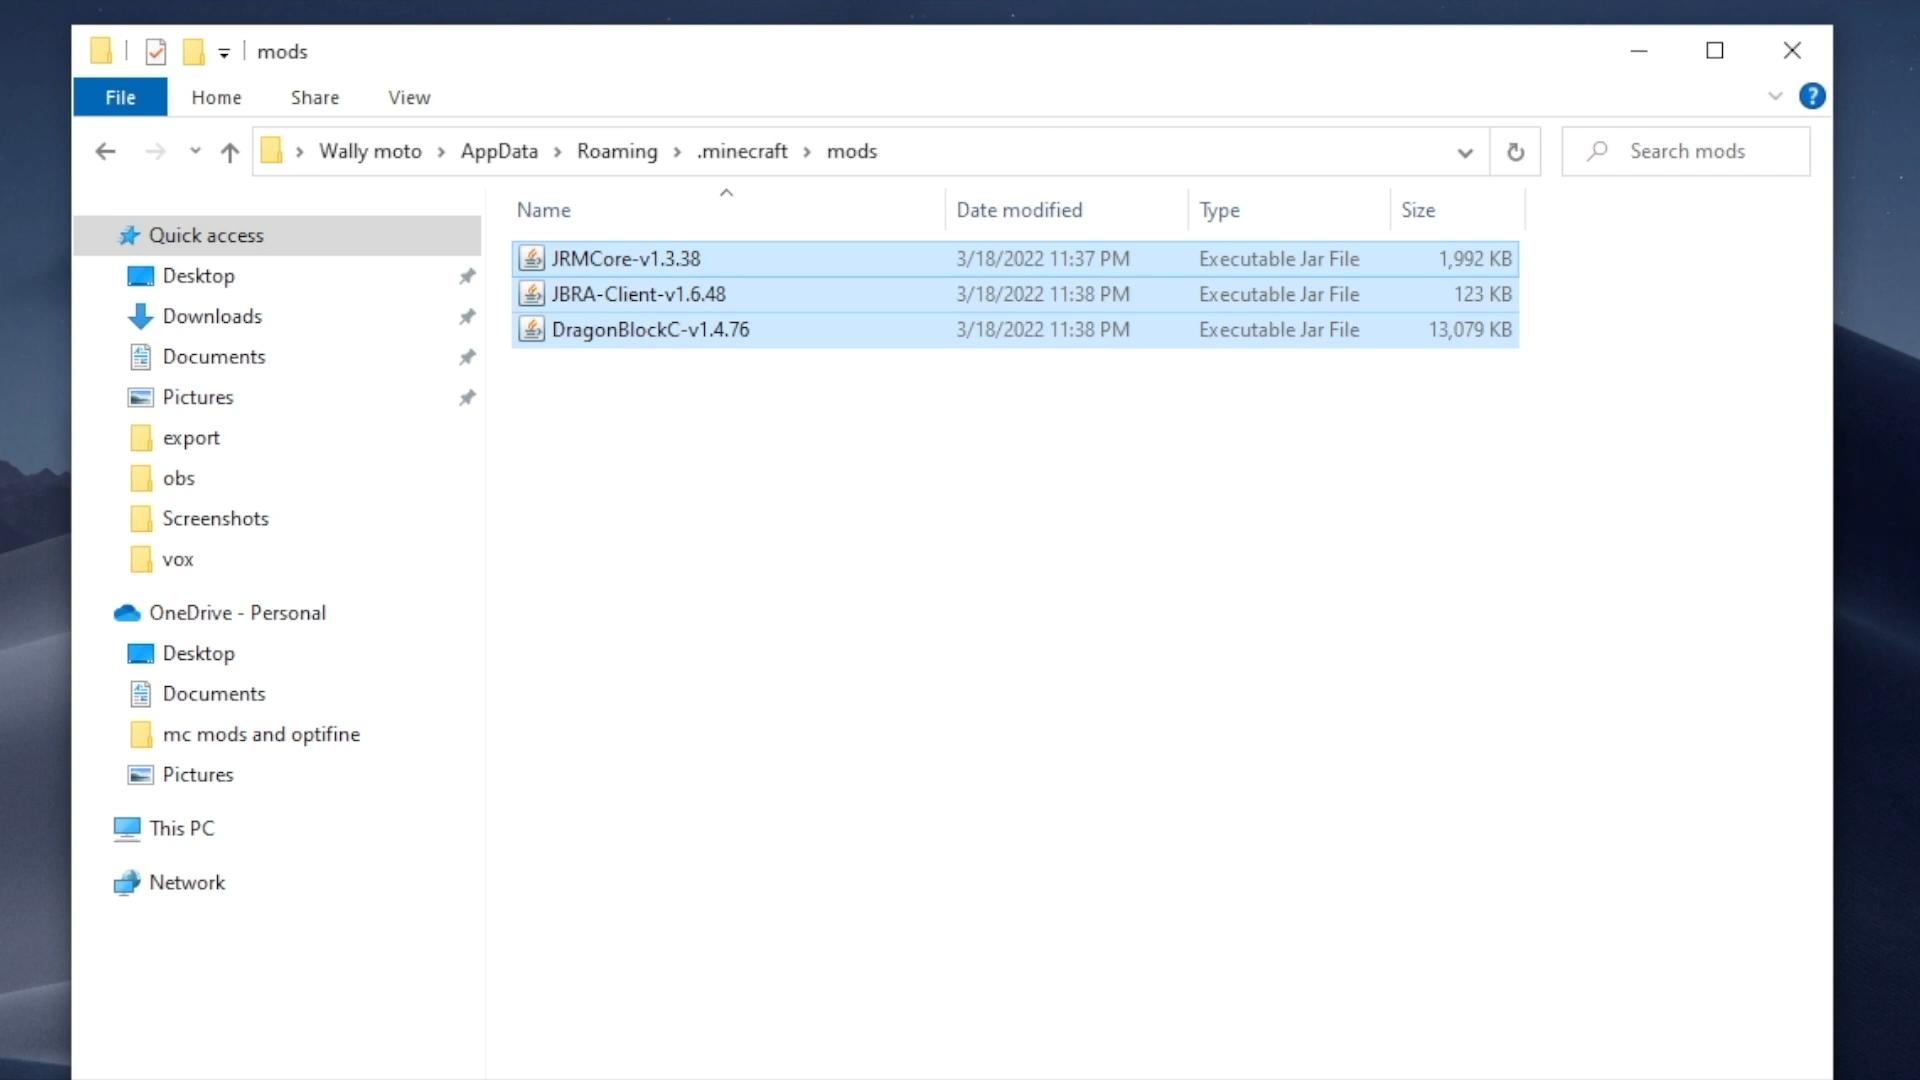 mods
File Home Share View
?
Wally moto > AppData > Roaming > .minecraft > mods
Search mods
Name Date modified Type Size
JRMCore-v1.3.38 3/18/2022 11:37 PM Executable Jar File 1,992 KB
JBRA-Client-v1.6.48 3/18/2022 11:38 PM Executable Jar File 123 KB
DragonBlockC-v1.4.76 3/18/2022 11:38 PM Executable Jar File 13,079 KB
Quick access
Desktop
Downloads
Documents
Pictures
export
obs
Screenshots
vox
OneDrive - Personal
Desktop
Documents
mc mods and optifine
Pictures
This PC
Network